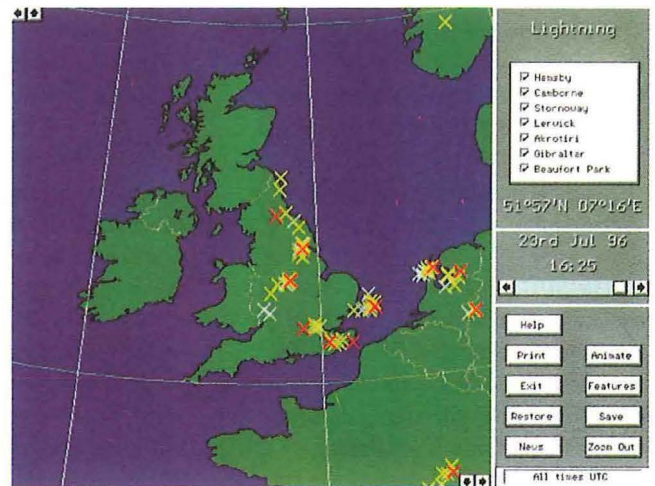 Lightning
Hemsby
Camborne
Stornoway
Lerwick
Akrotiri
Gibraltar
Beaufort Park
51°57'N 07°16'E
23rd Jul 96
16:25
Help
Print Animate
Exit Features
Restore Save
News Zoom Out
All times UTC